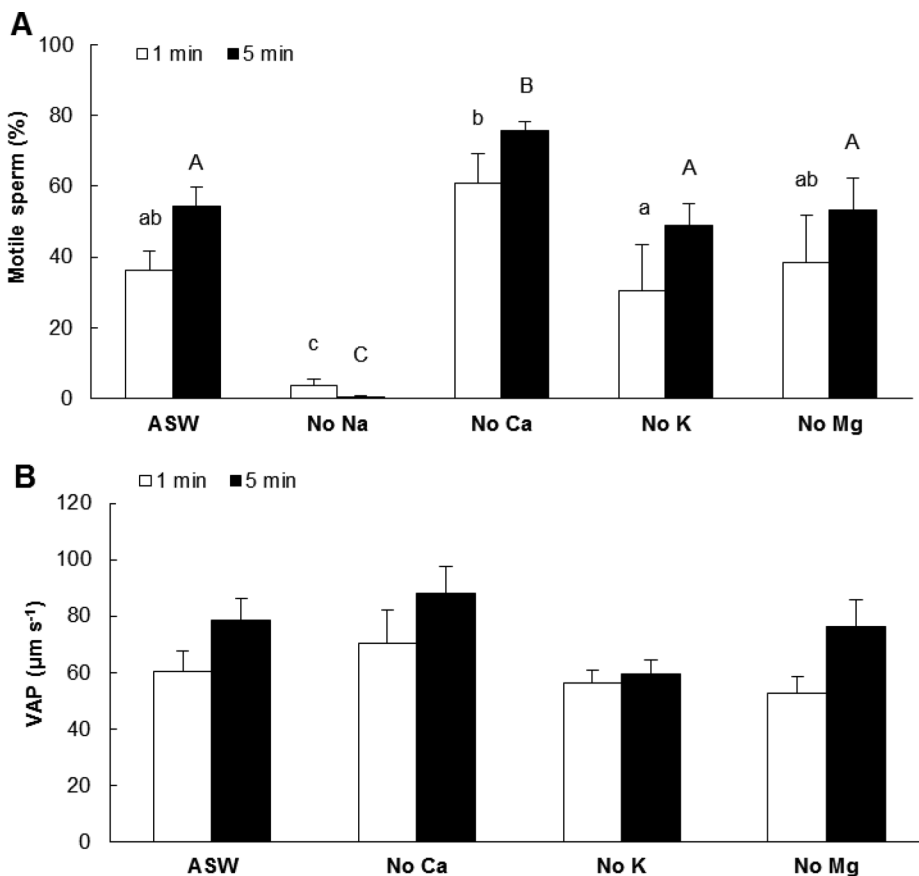 A
100
1 min 5 min
B
b
80
A
A
A
Motile sperm (%)
60
ab
ab
a
40
20
c
C
0
ASW No Na No Ca No K No Mg
B
1 min 5 min
120
100
80
VAP (µm s-1)
60
40
20
0
ASW No Ca No K No Mg